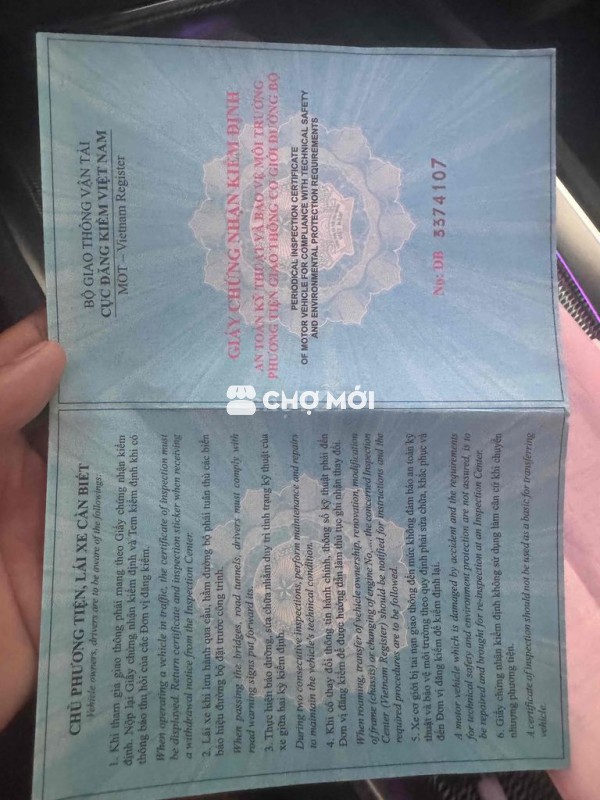 BỘ GIAO THÔNG VẬN TẢI
CỤC ĐĂNG KIỂM VIỆT NAM
MOT – Vietnam Register
GIẤY CHỨNG NHẬN KIỂM ĐỊNH
AN TOÀN KỸ THUẬT VÀ BẢO VỆ MÔI TRƯỜNG
PHƯƠNG TIỆN GIAO THÔNG CƠ GIỚI ĐƯỜNG BỘ
PERIODICAL INSPECTION CERTIFICATE
OF MOTOR VEHICLE FOR COMPLIANCE WITH TECHNICAL SAFETY
AND ENVIRONMENTAL PROTECTION REQUIREMENTS
No: ĐB 3374107
CHỢ MỚI
CHỦ PHƯƠNG TIỆN, LÁI XE CẦN BIẾT
Vehicle owners, drivers are to be aware of the followings:
1. Khi tham gia giao thông phải mang theo Giấy chứng nhận kiểm
định. Nộp lại Giấy chứng nhận kiểm định và Tem kiểm định khi có
thông báo thu hồi của các Đơn vị đăng kiểm.
When operating a vehicle in traffic, the certificate of inspection must
be displayed. Return certificate and inspection sticker when receiving
a withdrawal notice from the Inspection Center.
2. Lái xe khi lưu hành qua cầu, hầm đường bộ phải tuân thủ các biển
báo hiệu đường bộ đặt trước công trình.
When passing the bridges, road tunnels, drivers must comply with
road warning signs put forward its.
3. Thực hiện bảo dưỡng, sửa chữa nhằm duy trì tình trạng kỹ thuật của
xe giữa hai kỳ kiểm định.
During two consecutive inspections, perform maintenance and repairs
to maintain the vehicle's technical condition.
4. Khi có thay đổi thông tin hành chính, thông số kỹ thuật phải đến
Đơn vị đăng kiểm để được hướng dẫn làm thủ tục ghi nhận thay đổi.
When roaming, transfer of vehicle ownership, renovation, modification
of frame (chassis) or changing of engine No, ... the concerned Inspection
Center (Vietnam Register) should be notified for instructions and the
required procedures are to be followed.
5. Xe cơ giới bị tai nạn giao thông đến mức không đảm bảo an toàn kỹ
thuật và bảo vệ môi trường theo quy định phải sửa chữa, khắc phục và
đến Đơn vị đăng kiểm để kiểm định lại.
A motor vehicle which is damaged by accident and the requirements
for technical safety and environment protection are not assured, is to
be repaired and brought for re-inspection at an Inspection Center.
6. Giấy chứng nhận kiểm định không sử dụng làm căn cứ khi chuyển
nhượng phương tiện.
A certificate of inspection should not be used as a basic for transferring
vehicle.